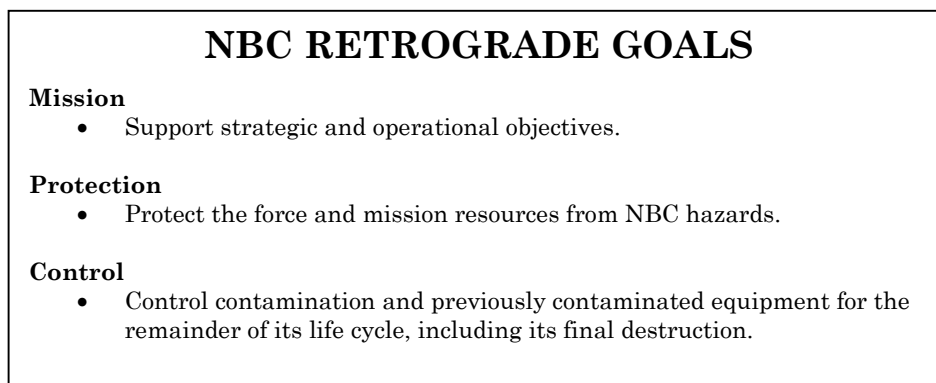 NBC RETROGRADE GOALS
Mission
• Support strategic and operational objectives.
Protection
• Protect the force and mission resources from NBC hazards.
Control
• Control contamination and previously contaminated equipment for the
remainder of its life cycle, including its final destruction.